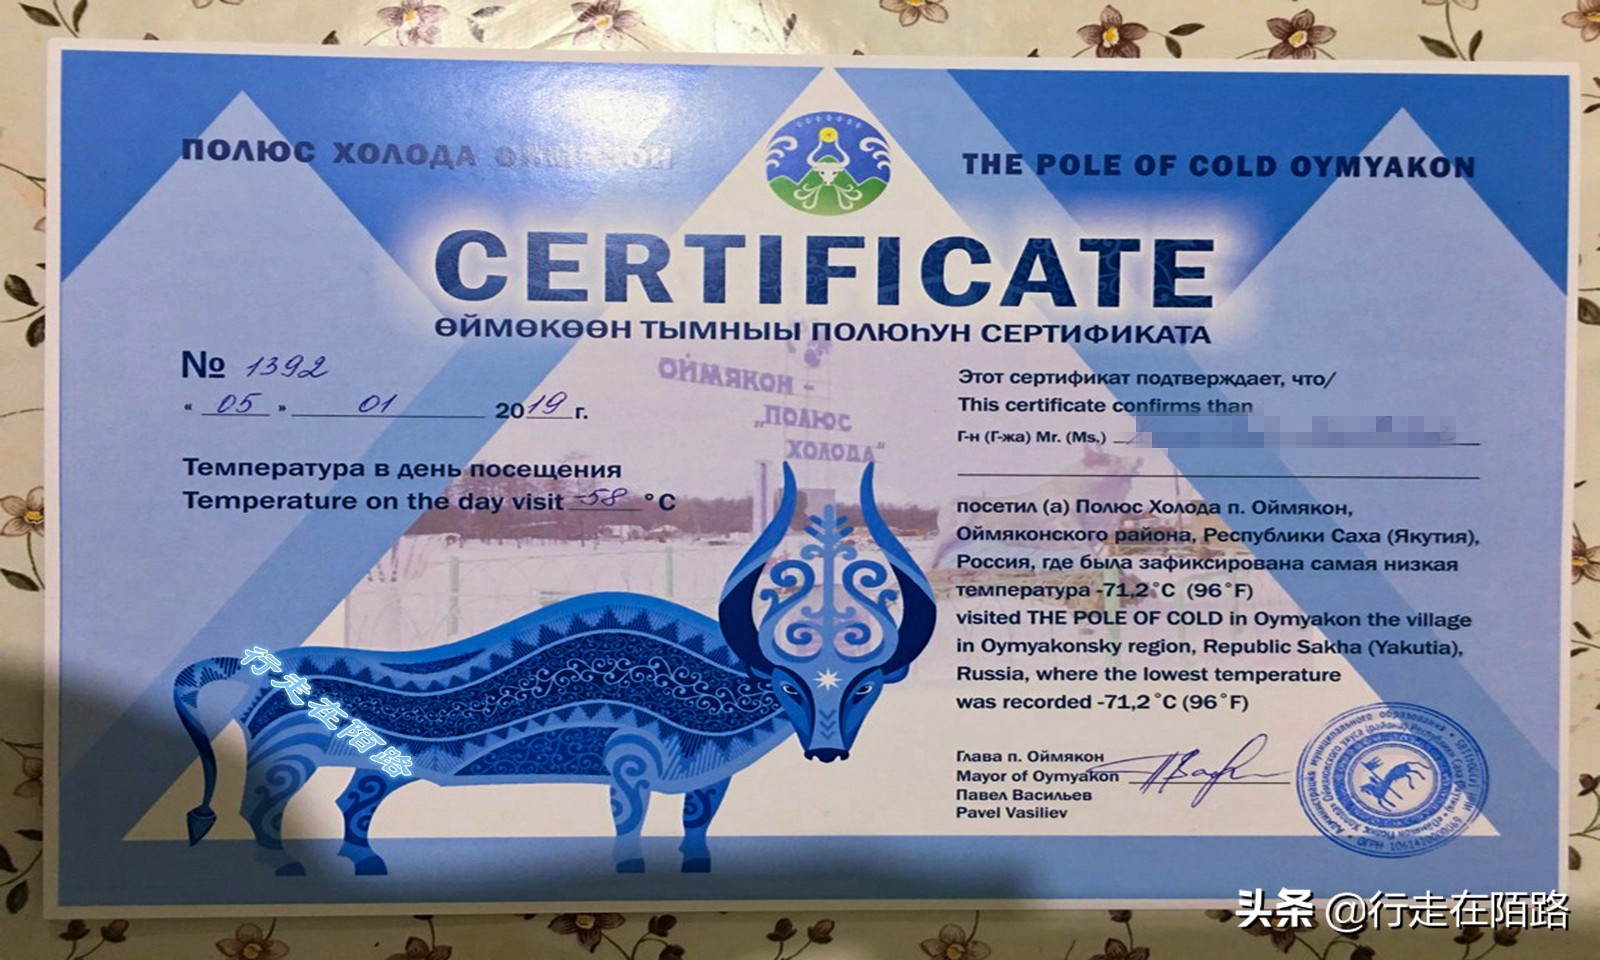 ПОЛЮС ХОЛОДА ОЙМЯКОН
THE POLE OF COLD OYMYAKON
CERTIFICATE
ӨЙМӨКӨӨН ТЫМНЫЫ ПОЛЮҺУН СЕРТИФИКАТА
№ 1392
« 05 » 01 2019 г.
Температура в день посещения
Temperature on the day visit -58 °C
ОЙМЯКОН -
„ПОЛЮС
ХОЛОДА“
Этот сертификат подтверждает, что/
This certificate confirms than
Г-н (Г-жа) Mr. (Ms.)
посетил (а) Полюс Холода п. Оймякон,
Оймяконского района, Республики Саха (Якутия),
Россия, где была зафиксирована самая низкая
температура -71,2°C (96°F)
visited THE POLE OF COLD in Oymyakon the village
in Oymyakonsky region, Republic Sakha (Yakutia),
Russia, where the lowest temperature
was recorded -71,2°C (96°F)
Глава п. Оймякон
Mayor of Oymyakon
Павел Васильев
Pavel Vasiliev
行走在陌路
头条 @行走在陌路